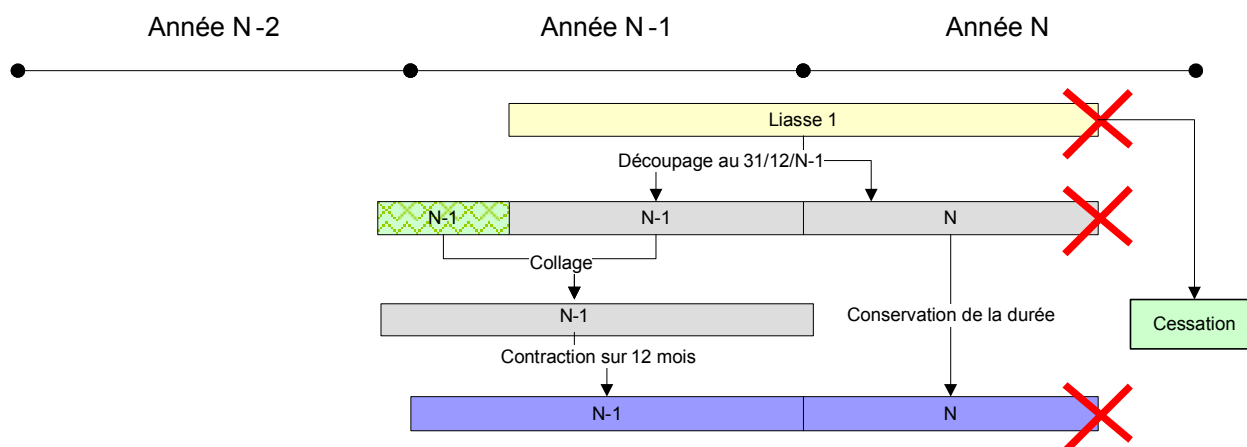 Année N-2
Année N-1
Année N
Liasse 1
Découpage au 31/12/N-1
N-1
N-1
N
Collage
N-1
Conservation de la durée
Cessation
Contraction sur 12 mois
N-1
N